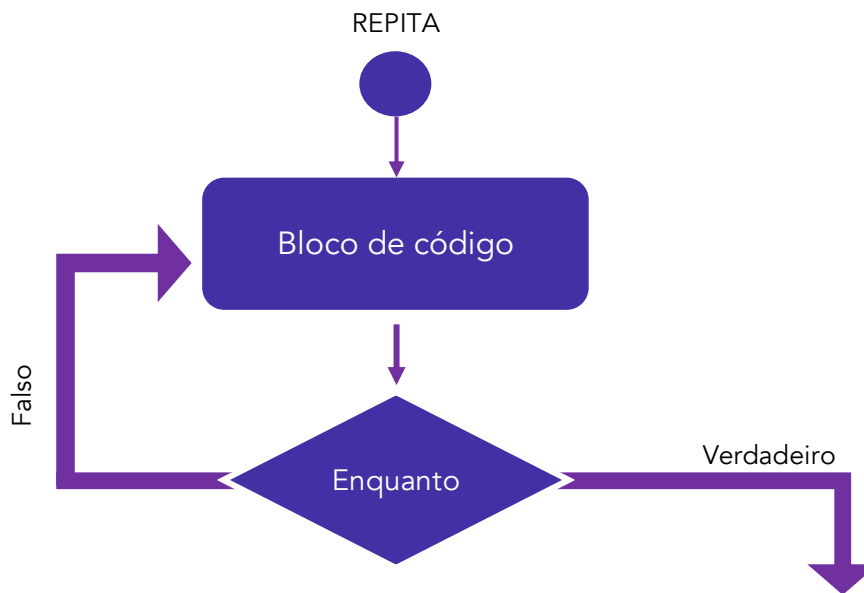 REPITA
Bloco de código
Falso
Enquanto
Verdadeiro